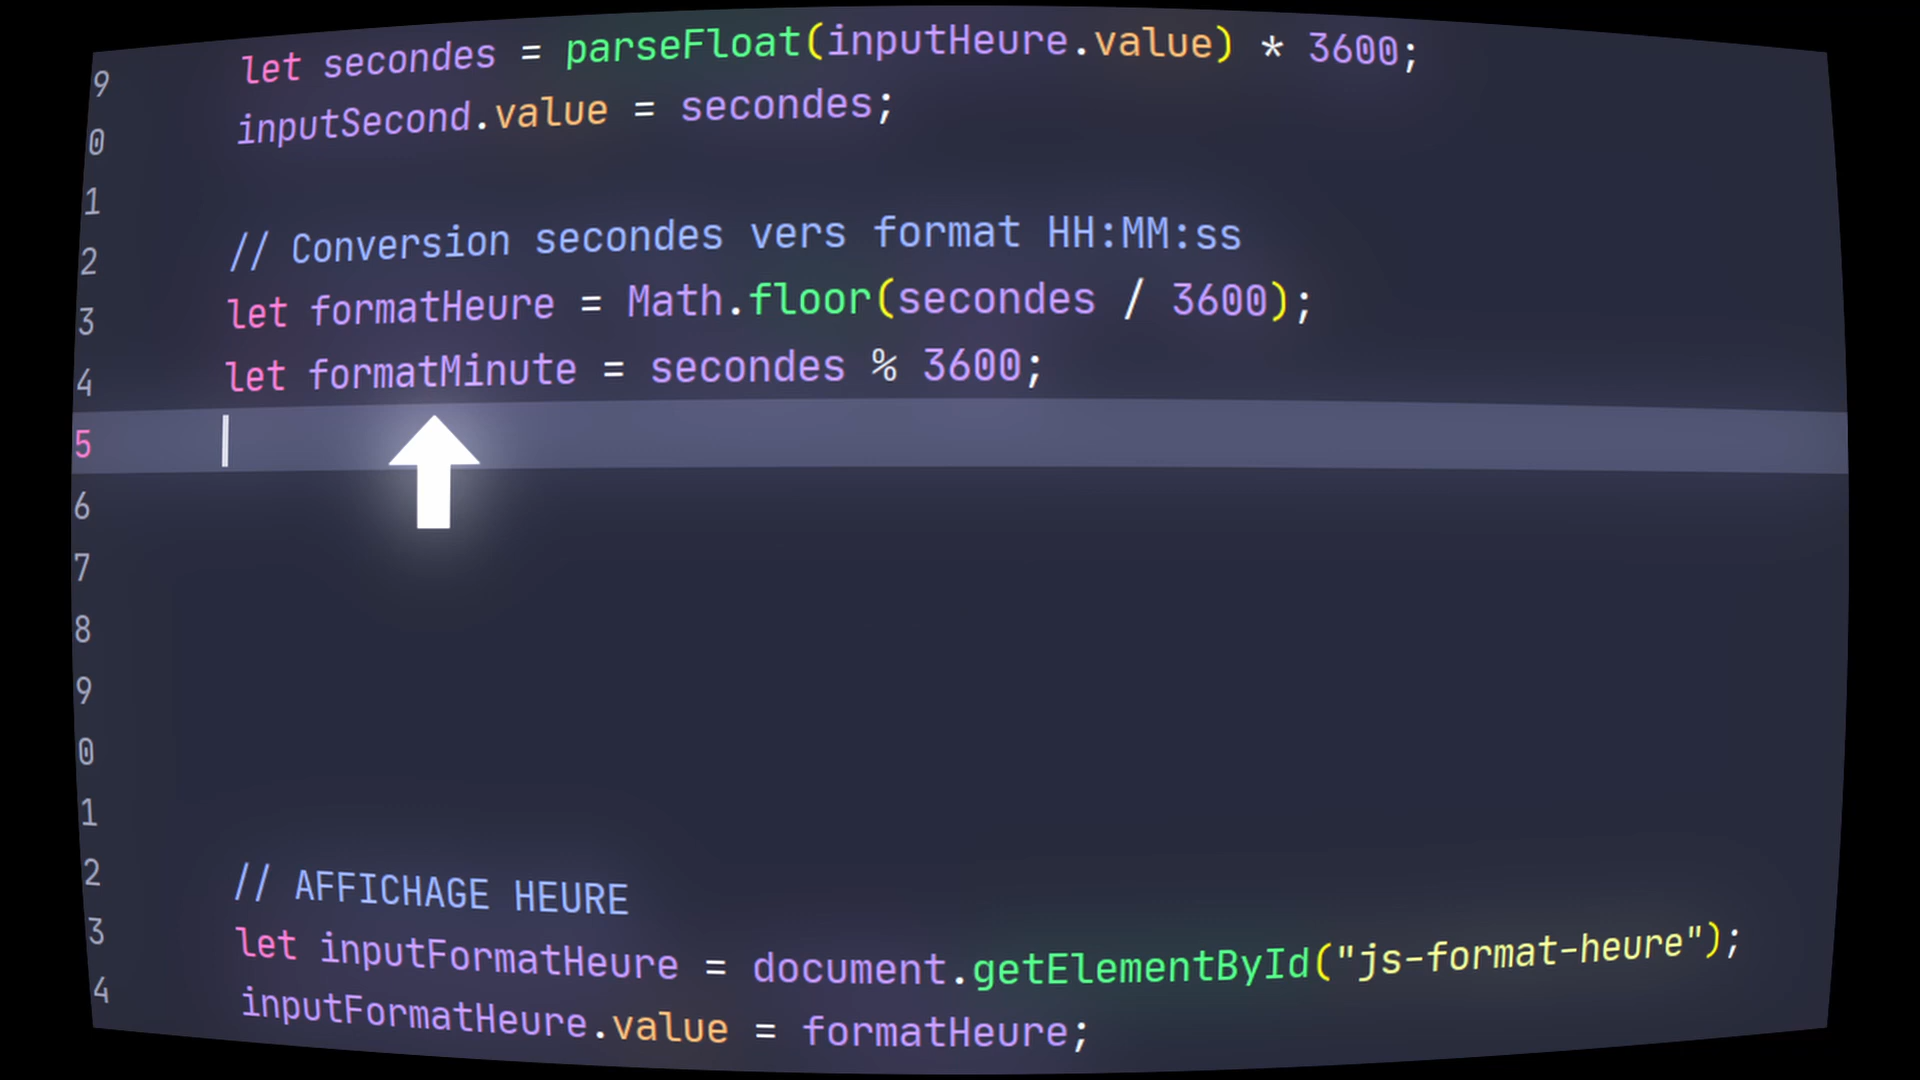 9 let secondes = parseFloat(inputHeure.value) * 3600;
0 inputSecond.value = secondes;
1
2 // Conversion secondes vers format HH:MM:ss
3 let formatHeure = Math.floor(secondes / 3600);
4 let formatMinute = secondes % 3600;
5
6
7
8
9
0
1
2 // AFFICHAGE HEURE
3 let inputFormatHeure = document.getElementById("js-format-heure");
4 inputFormatHeure.value = formatHeure;